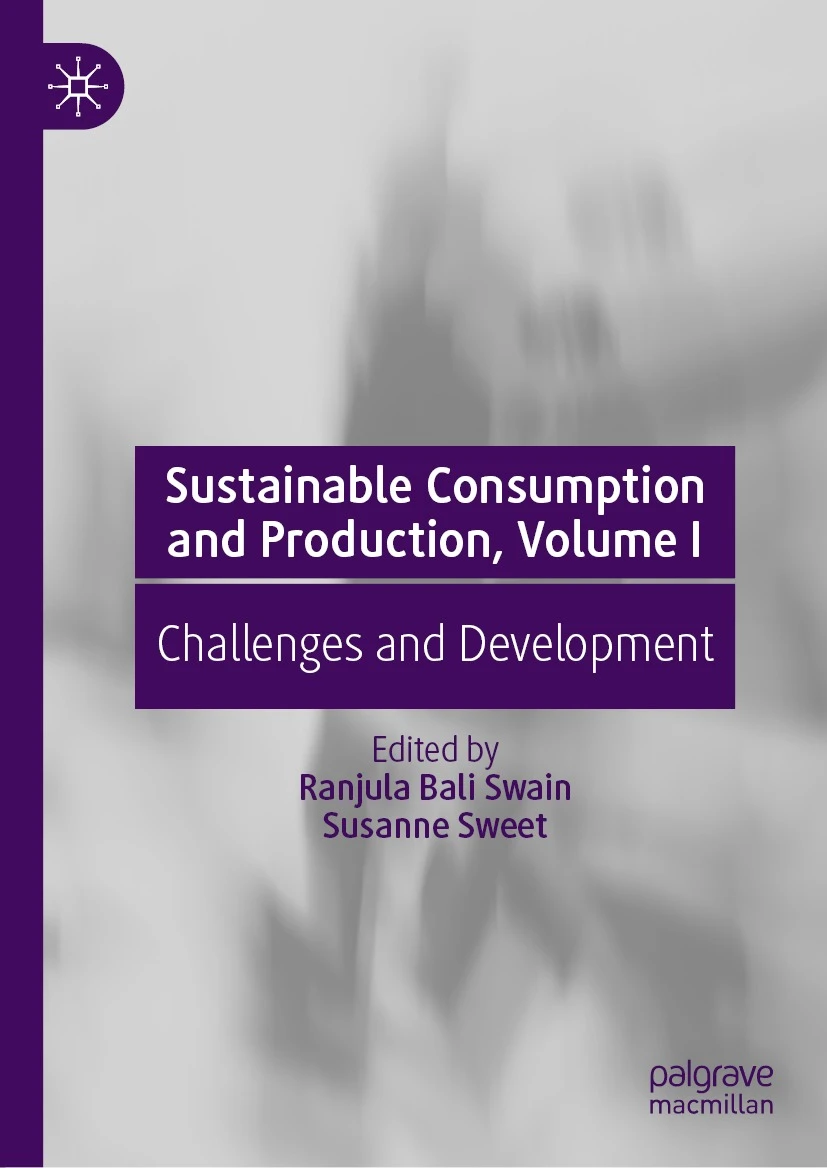 Sustainable Consumption
and Production, Volume I
Challenges and Development
Edited by
Ranjula Bali Swain
Susanne Sweet
palgrave
macmillan